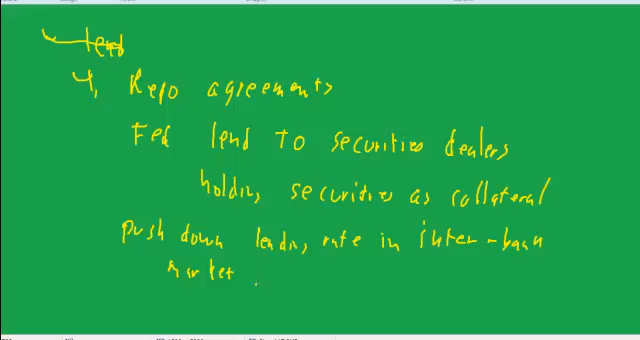 lend
4, Repo agreements
Fed lend to securities dealers
holding securities as collateral
push down lending rate in inter-bank
market.